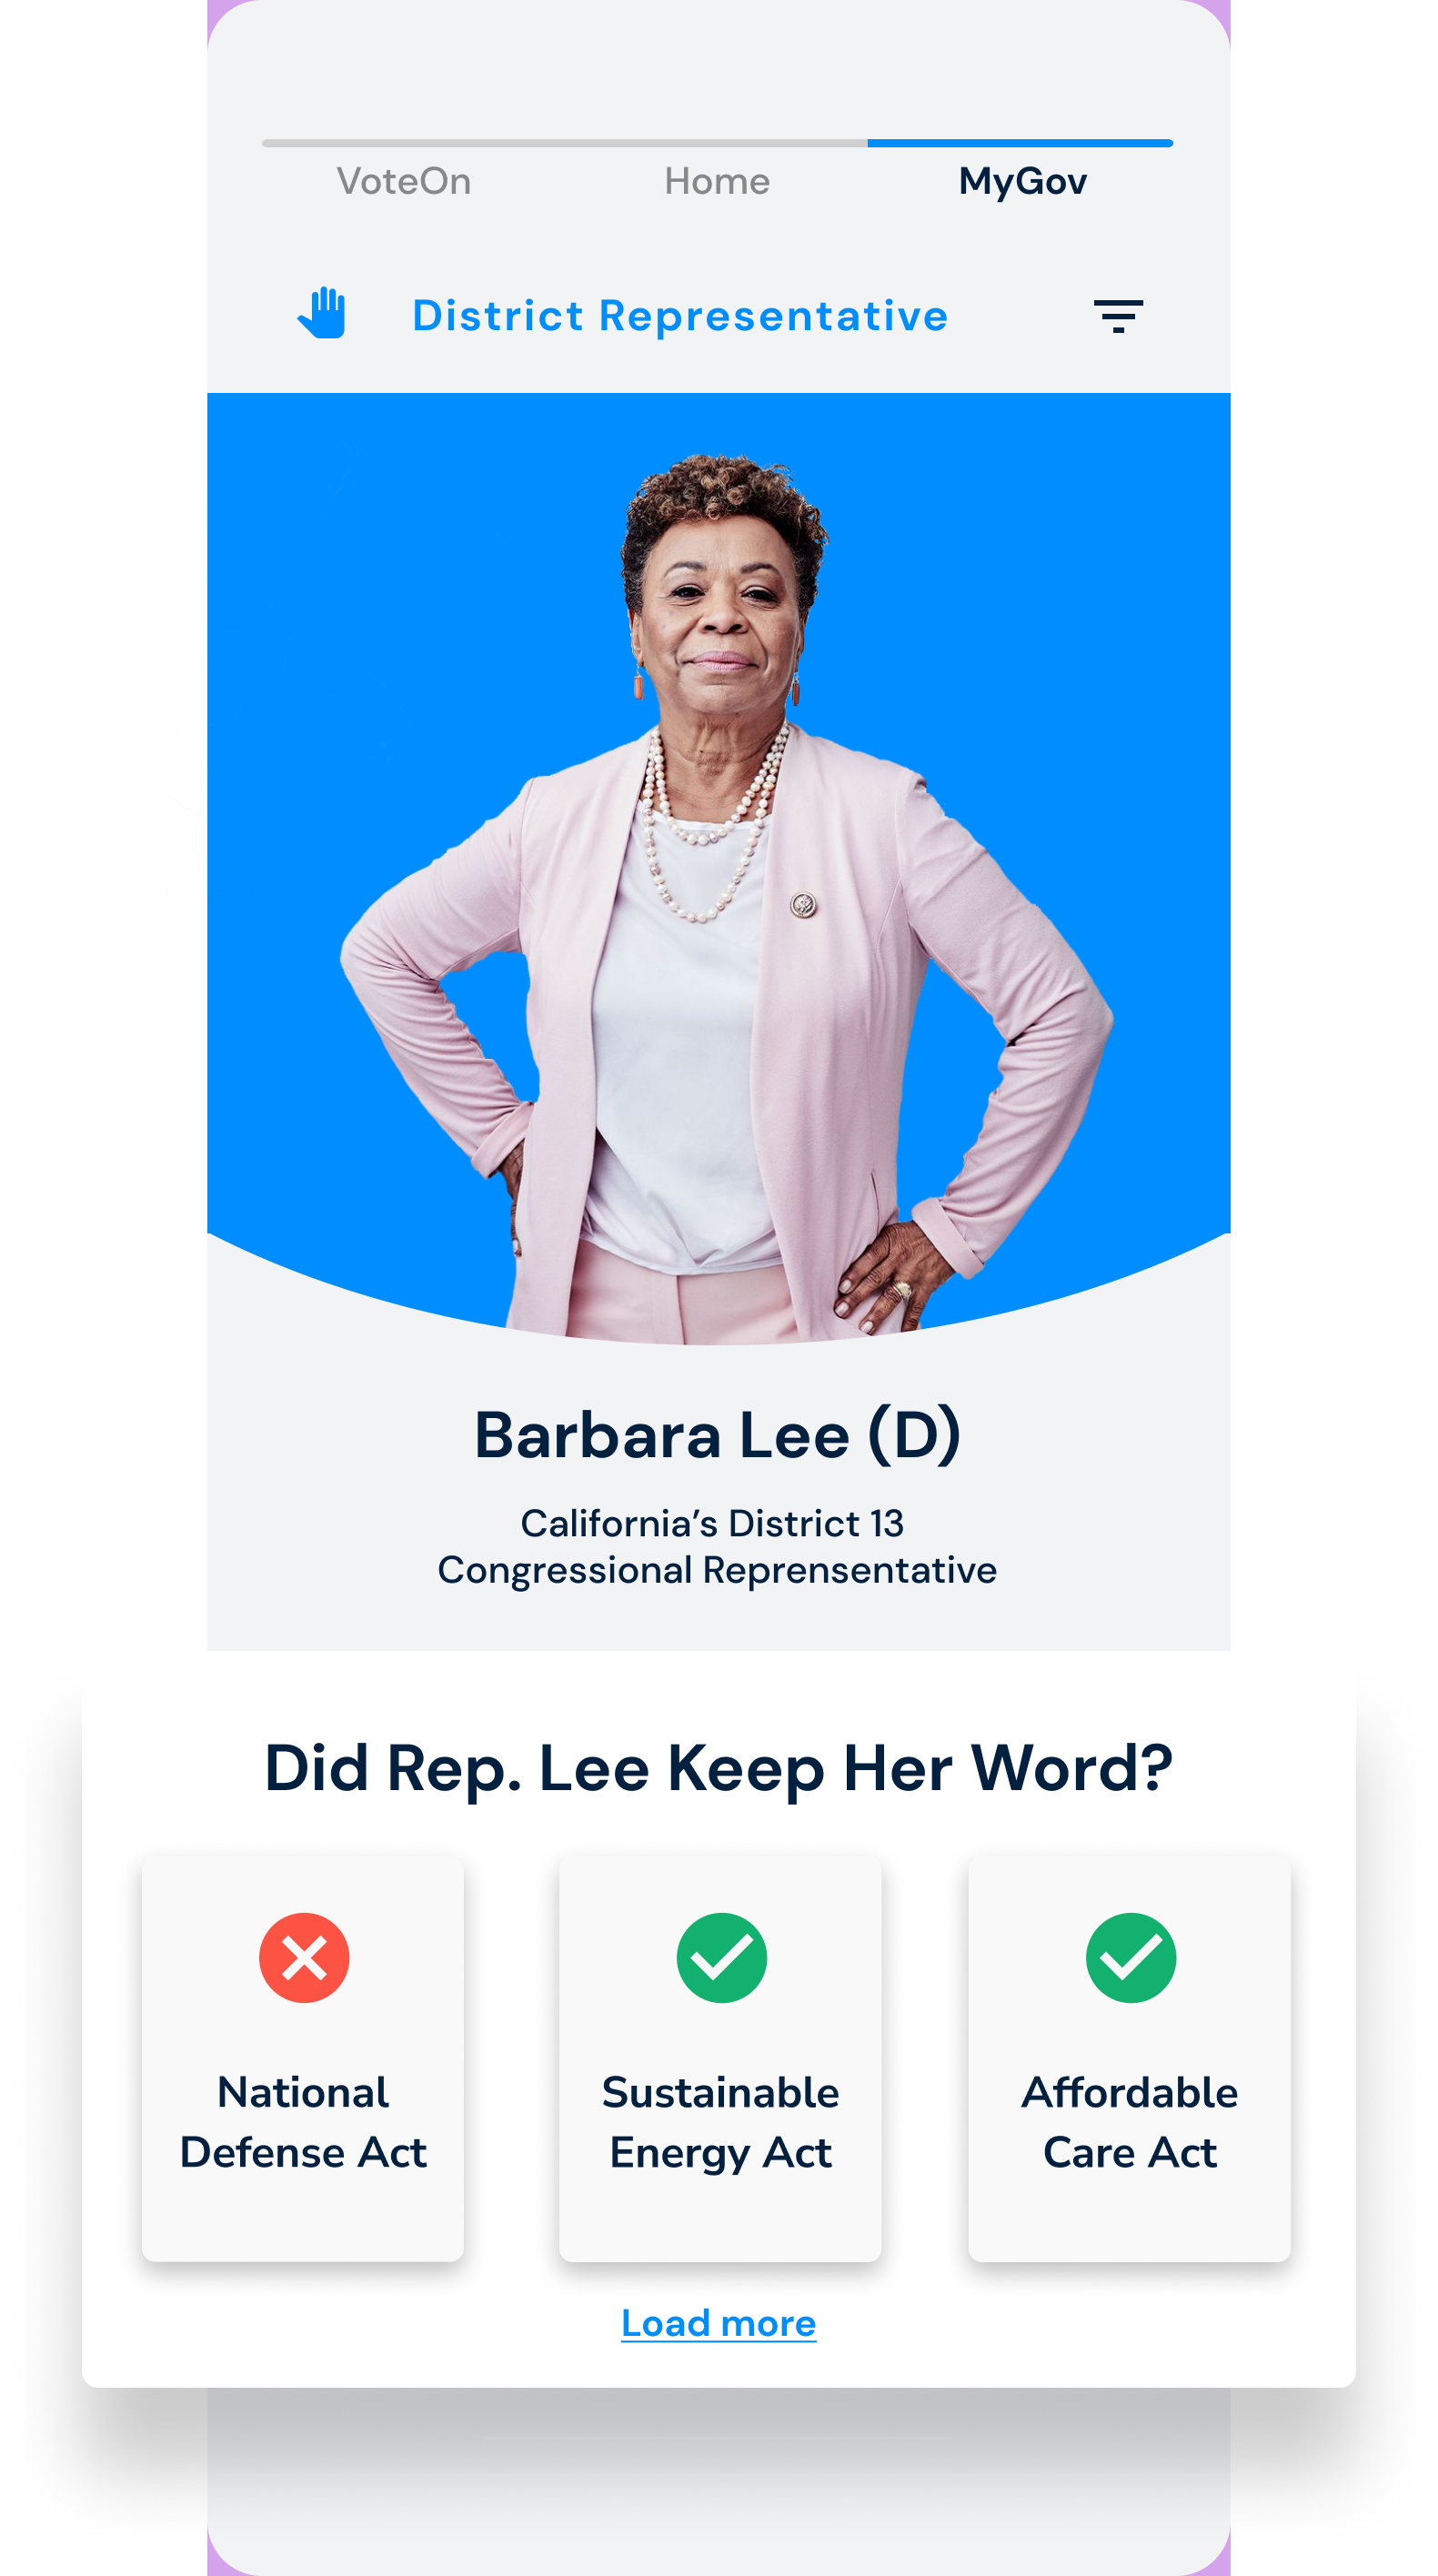 VoteOn Home MyGov
District Representative
Barbara Lee (D)
California’s District 13
Congressional Reprensentative
Did Rep. Lee Keep Her Word?
National
Defense Act
Sustainable
Energy Act
Affordable
Care Act
Load more